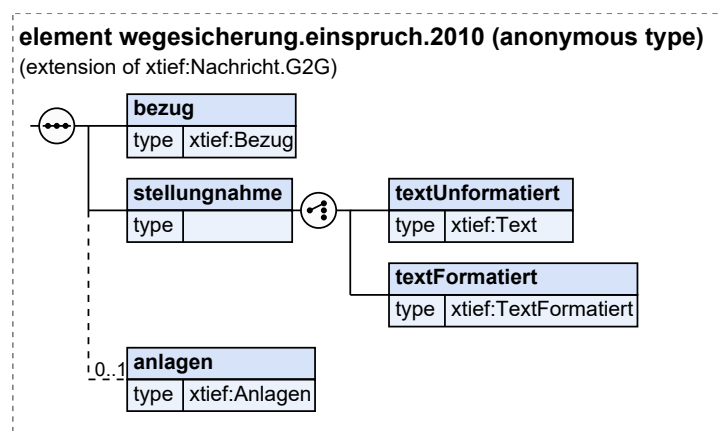 element wegesicherung.einspruch.2010 (anonymous type)
(extension of xtief:Nachricht.G2G)
bezug
type xtief:Bezug
stellungnahme
type
textUnformatiert
type xtief:Text
textFormatiert
type xtief:TextFormatiert
0..1
anlagen
type xtief:Anlagen